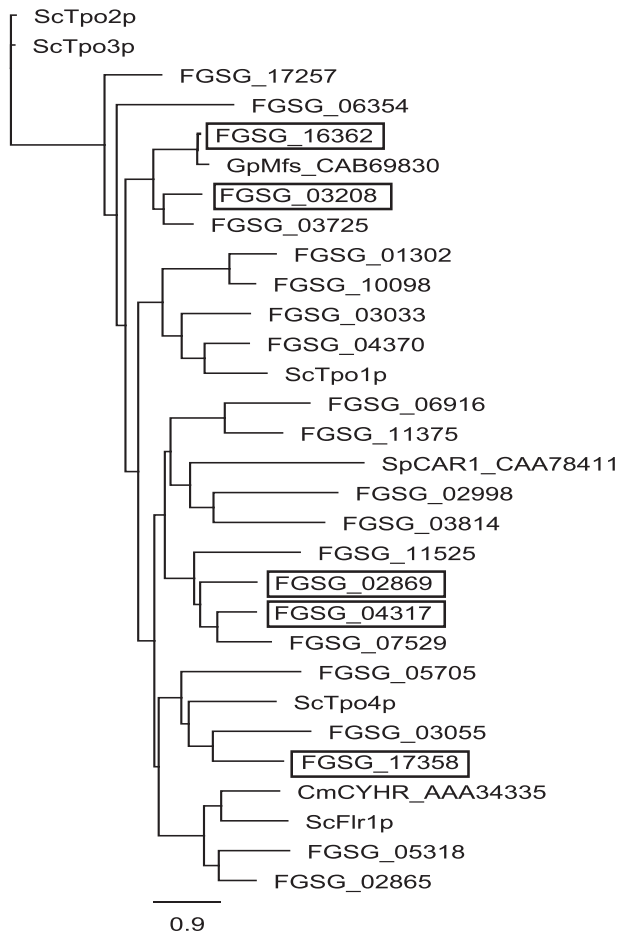 ScTpo2p
ScTpo3p
FGSG_17257
FGSG_06354
FGSG_16362
GpMfs_CAB69830
FGSG_03208
FGSG_03725
FGSG_01302
FGSG_10098
FGSG_03033
FGSG_04370
ScTpo1p
FGSG_06916
FGSG_11375
SpCAR1_CAA78411
FGSG_02998
FGSG_03814
FGSG_11525
FGSG_02869
FGSG_04317
FGSG_07529
FGSG_05705
ScTpo4p
FGSG_03055
FGSG_17358
CmCYHR_AAA34335
ScFlr1p
FGSG_05318
FGSG_02865
0.9